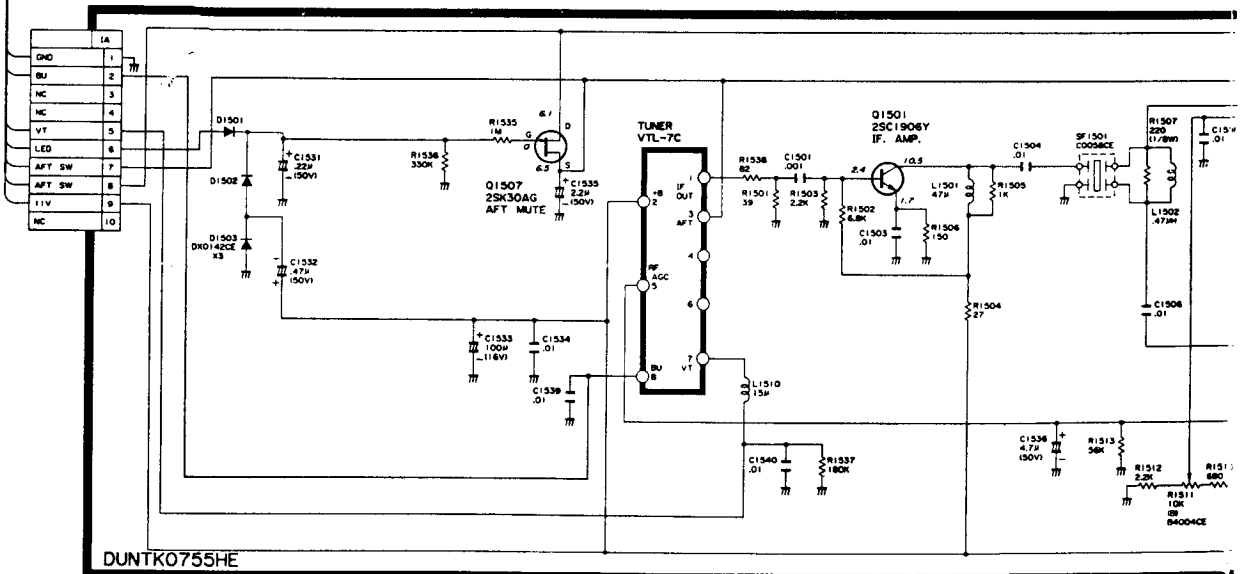 IA
GND 1
BU 2
NC 3
NC 4
VT 5
LED 6
AFT SW 7
AFT SW 8
11V 9
NC 10
D1501
D1502
D1503
DX0142CE
X3
+
C1531
.22μ
(50V)
-
-
C1532
.47μ
(50V)
+
R1536
330K
R1535
1M
6.1
D
G
0
S
6.5
Q1507
2SK30AG
AFT MUTE
+
C1535
2.2μ
(50V)
-
+
C1533
100μ
(16V)
-
C1534
.01
C1539
.01
TUNER
VTL-7C
1
IF
OUT
+B
2
3
AFT
4
RF
AGC
5
6
7
VT
BU
8
L1510
15μ
C1540
.01
R1537
180K
R1538
82
R1501
39
C1501
.001
R1503
2.2K
Q1501
2SC1906Y
IF. AMP.
2.4
10.5
1.7
R1502
6.8K
C1503
.01
R1506
150
L1501
47μ
R1505
1K
R1504
27
C1504
.01
SF1501
C0058CE
R1507
220
(1/8W)
L1502
.47μH
.01
C1506
.01
C1536
4.7μ
(50V)
+
-
R1513
56K
R1512
2.2K
R1511
10K
(B)
B4004CE
680
DUNTK0755HE